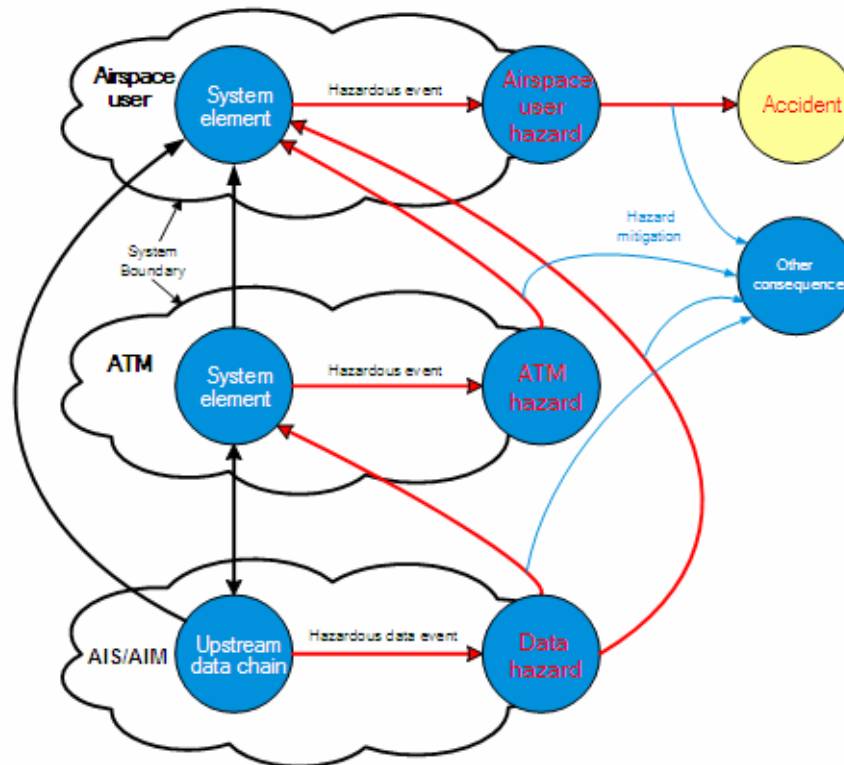 Airspace
user
System
element
Hazardous event
Airspace
user
hazard
Accident
Hazard
mitigation
System
Boundary
Other
consequence
ATM
System
element
Hazardous event
ATM
hazard
AIS/AIM
Upstream
data chain
Hazardous data event
Data
hazard